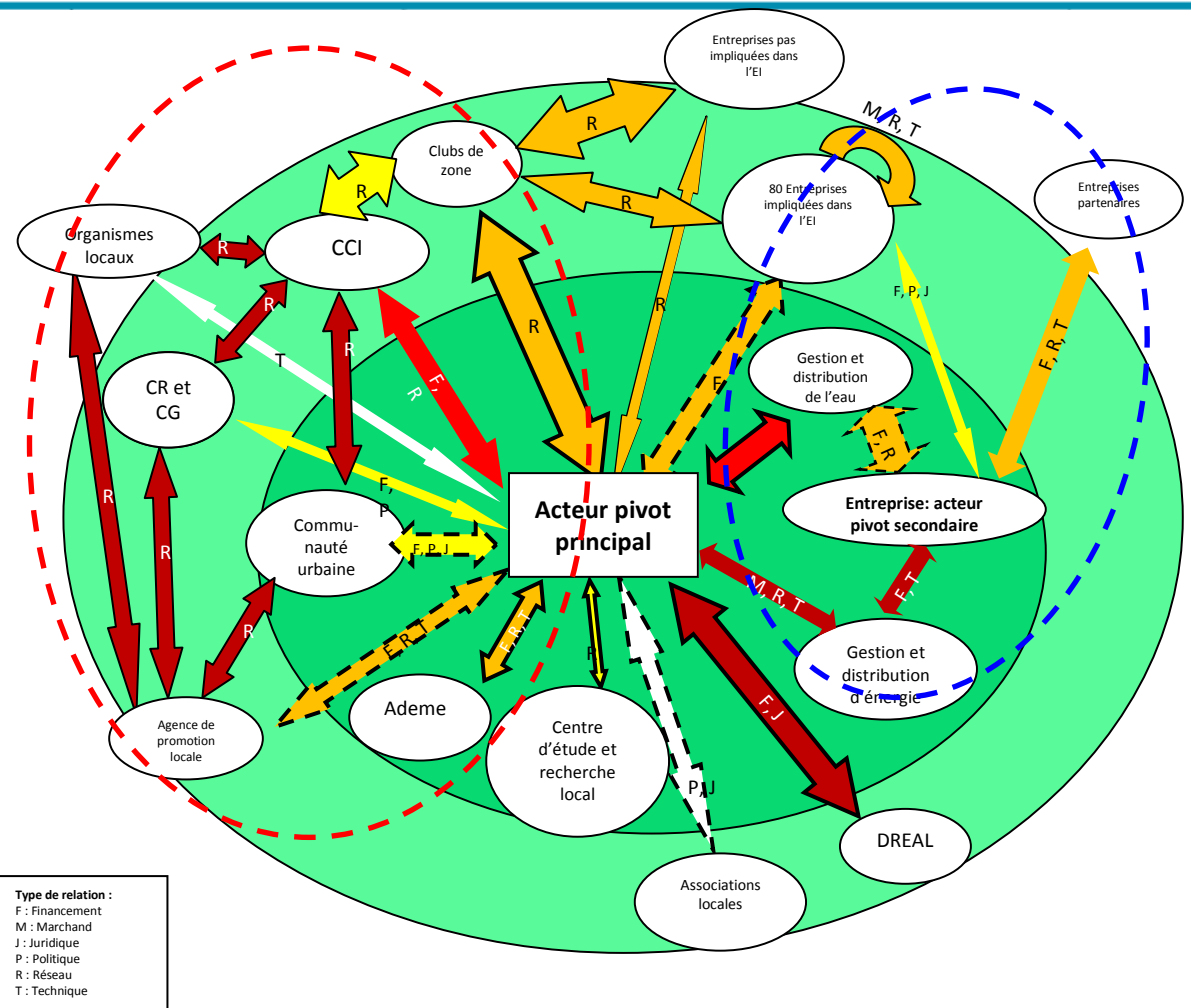 Entreprises pas
impliquées dans
l'EI
M, R, T
R
Clubs de
zone
R
80 Entreprises
impliquées dans
l'EI
Entreprises
partenaires
R
Organismes
locaux
R
CCI
R
R
F, P, J
R
R
T
R
F,
R
F
Gestion et
distribution
de l'eau
F, R, T
CR et
CG
F, R
R
F,
P
Acteur pivot
principal
Entreprise: acteur
pivot secondaire
Commu-
nauté
urbaine
F, P, J
R
M, R, T
F, T
R
F, R, T
F, R, T
Gestion et
distribution
d'énergie
Ademe
F, J
Agence de
promotion
locale
Centre
d'étude et
recherche
local
P, J
DREAL
Associations
locales
Type de relation :
F : Financement
M : Marchand
J : Juridique
P : Politique
R : Réseau
T : Technique